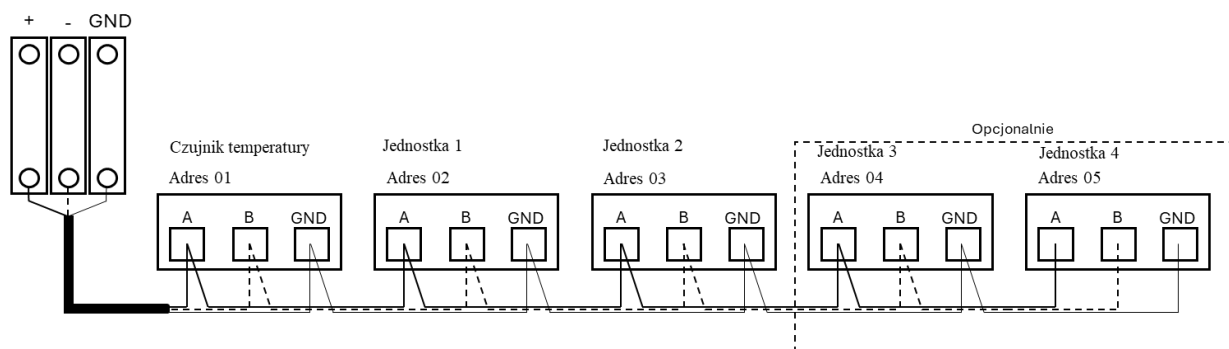 + - GND
Opcjonalnie
Czujnik temperatury
Adres 01
A B GND
Jednostka 1
Adres 02
A B GND
Jednostka 2
Adres 03
A B GND
Jednostka 3
Adres 04
A B GND
Jednostka 4
Adres 05
A B GND